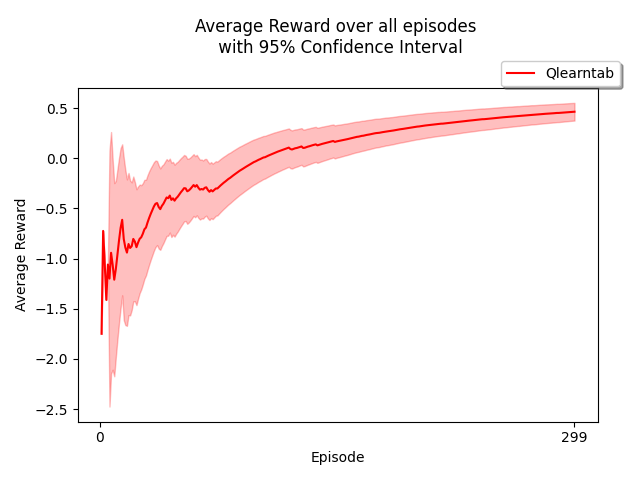 Average Reward over all episodes
with 95% Confidence Interval
Qlearntab
0.5
0.0
−0.5
−1.0
−1.5
−2.0
−2.5
Average Reward
0
299
Episode